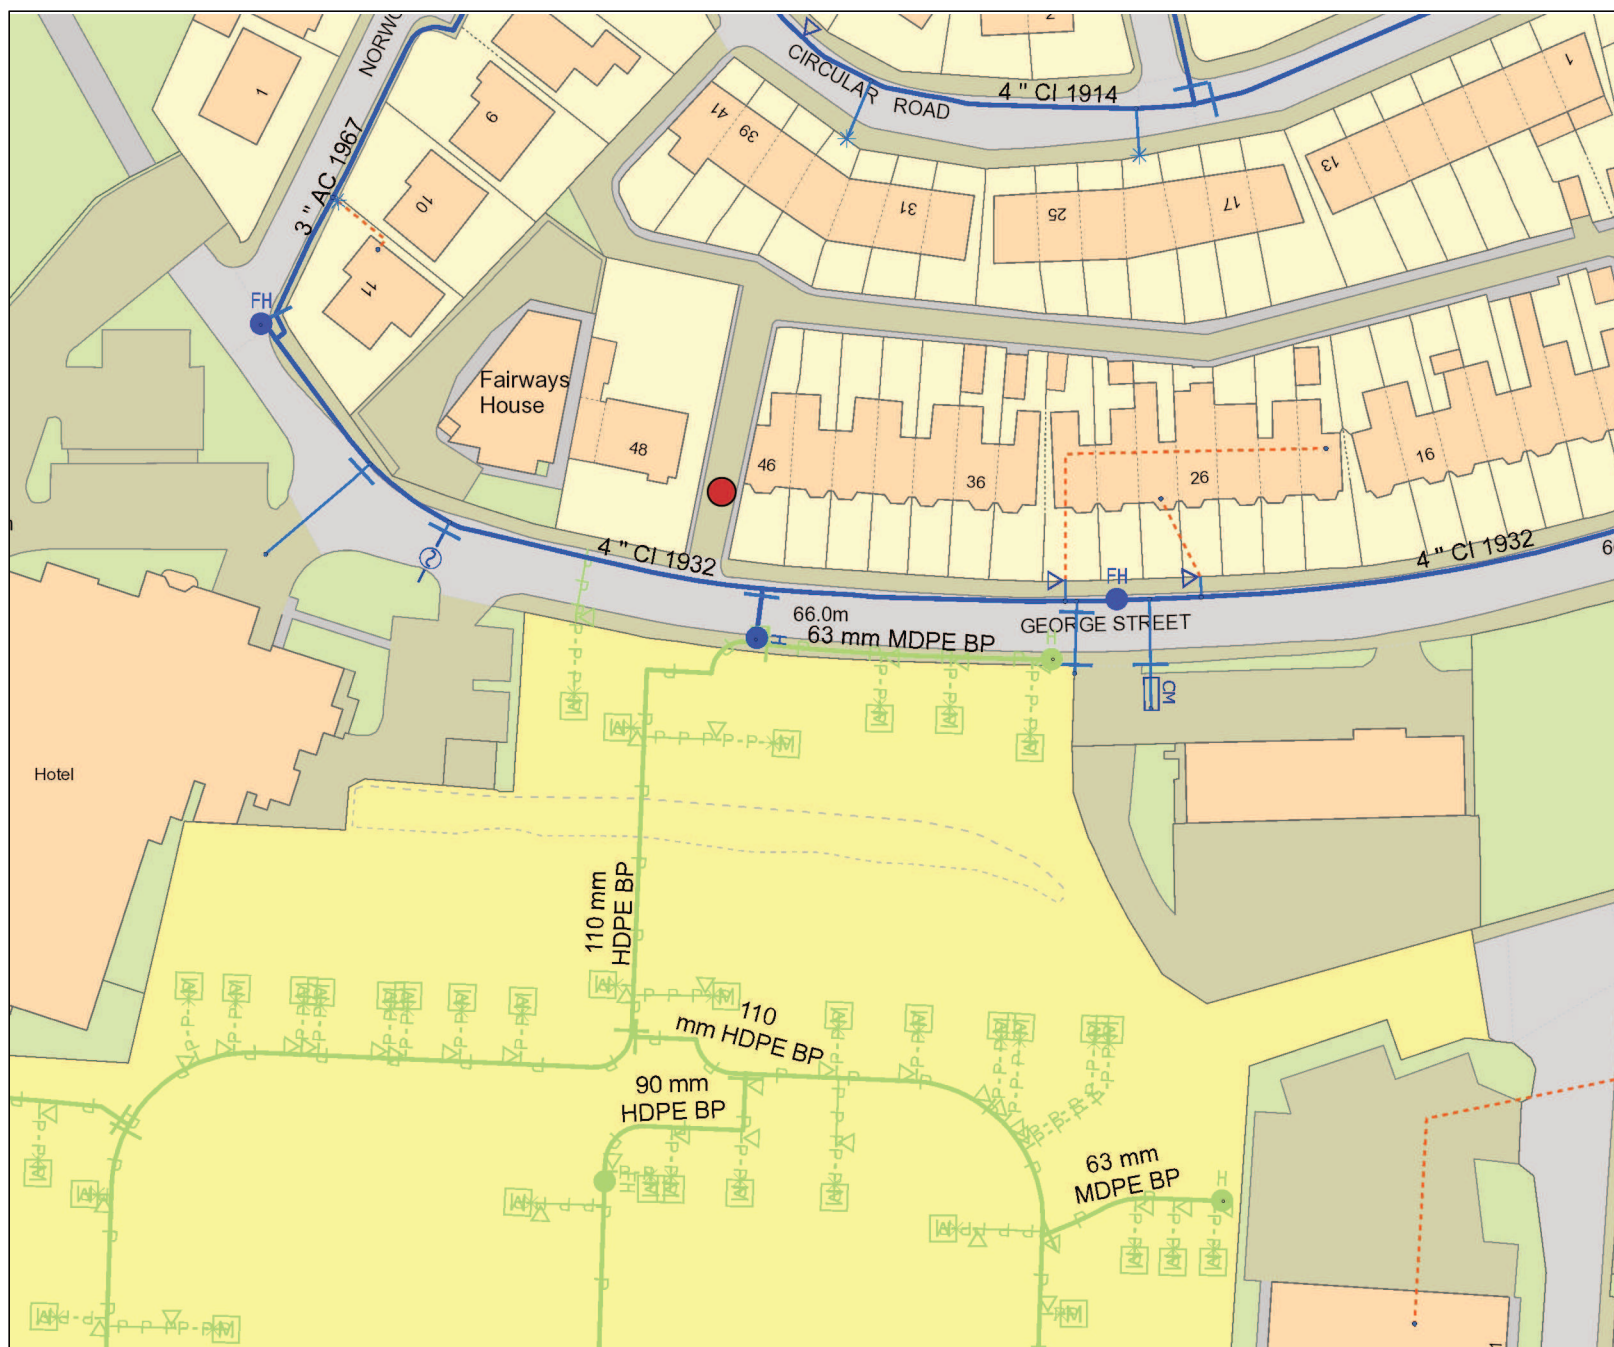 NORWO
2
1
CIRCULAR
ROAD
4 " CI 1914
1
41
39
9
3 " AC 1967
10
13
31
25
17
11
FH
Fairways
House
48
46
36
26
16
4 " CI 1932
4 " CI 1932
6
FH
66.0m
GEORGE STREET
63 mm MDPE BP
H
H
CM
Hotel
110 mm
HDPE BP
110
mm HDPE BP
90 mm
HDPE BP
63 mm
MDPE BP
H
H